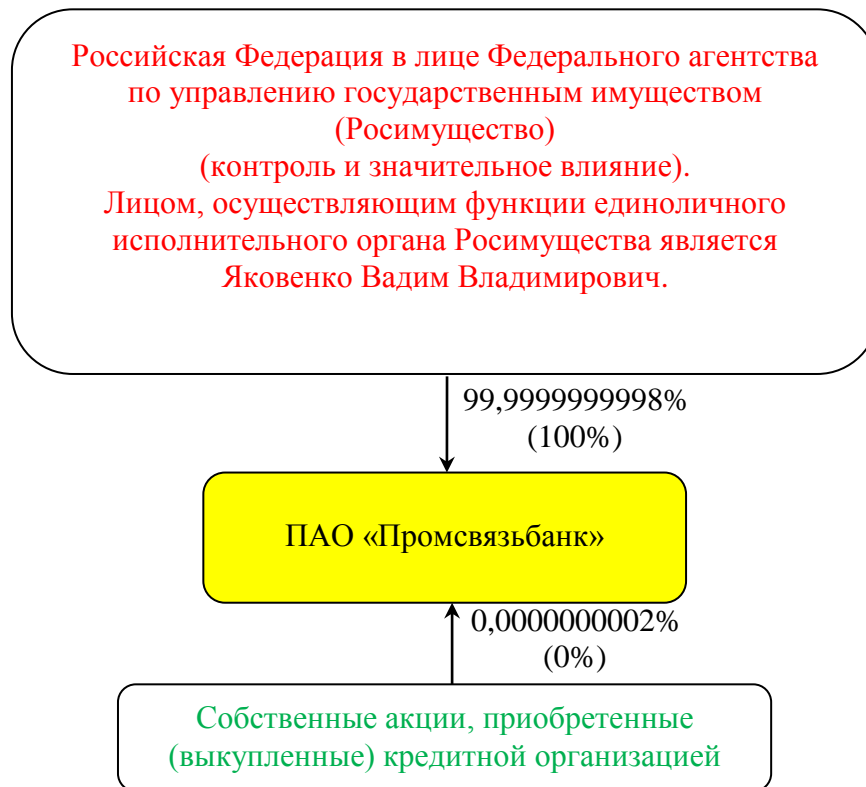 Российская Федерация в лице Федерального агентства
по управлению государственным имуществом
(Росимущество)
(контроль и значительное влияние).
Лицом, осуществляющим функции единоличного
исполнительного органа Росимущества является
Яковенко Вадим Владимирович.
99,9999999998%
(100%)
ПАО «Промсвязьбанк»
0,0000000002%
(0%)
Собственные акции, приобретенные
(выкупленные) кредитной организацией